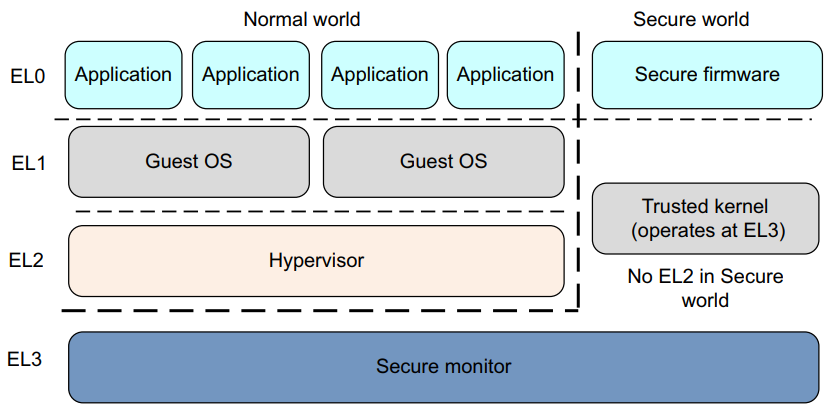 Normal world
Secure world
EL0
Application
Application
Application
Application
Secure firmware
EL1
Guest OS
Guest OS
Trusted kernel
(operates at EL3)
EL2
Hypervisor
No EL2 in Secure
world
EL3
Secure monitor